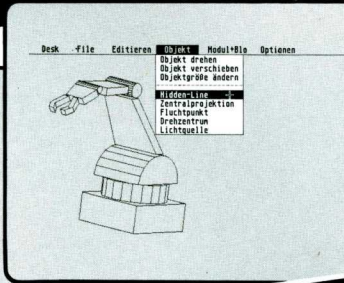 Desk File Editieren Objekt Modul+Blo Optionen
Objekt drehen
Objekt verschieben
Objektgröße ändern
Hidden-Line
Zentralprojektion
Fluchtpunkt
Drehzentrum
Lichtquelle